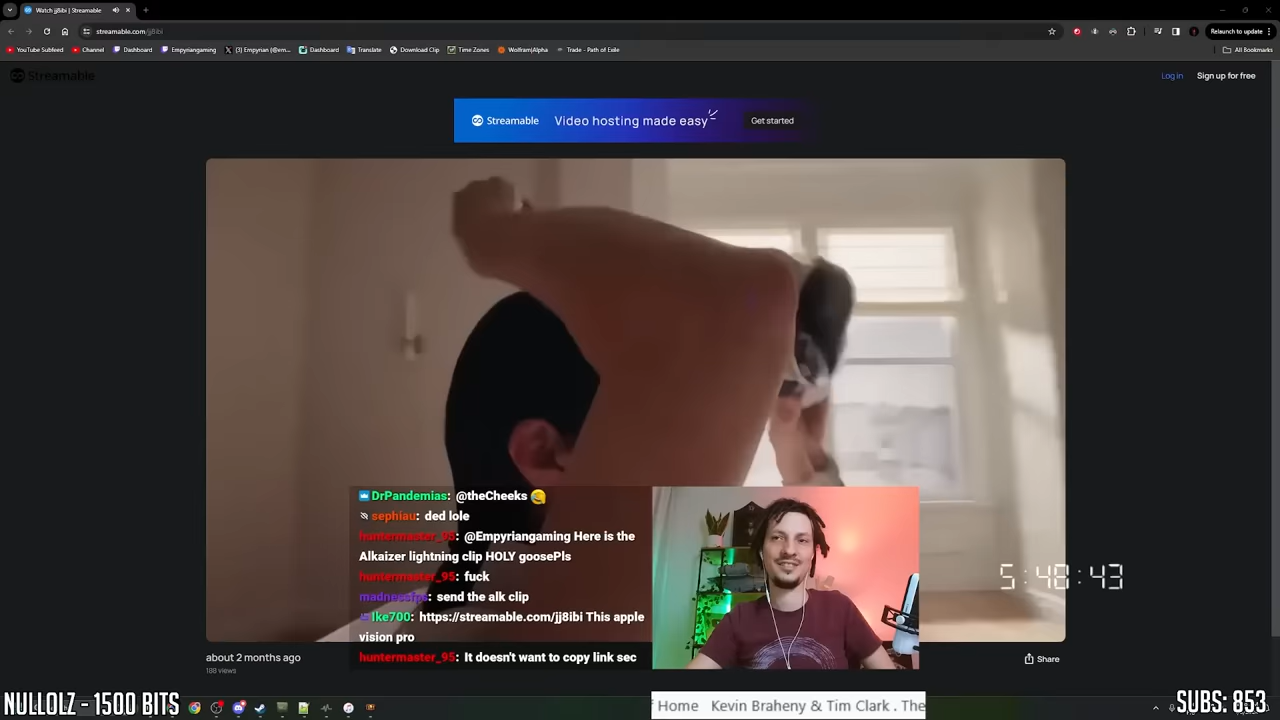 Watch jj8ibi | Streamable
streamable.com/jj8ibi
Relaunch to update
YouTube Subfeed
Channel
Dashboard
Empyriangaming
(3) Empyrian (@em...
Dashboard
Translate
Download Clip
Time Zones
Wolfram|Alpha
Trade - Path of Exile
All Bookmarks
Streamable
Log in
Sign up for free
Streamable
Video hosting made easy
Get started
DrPandemias: @theCheeks
sephiau: ded lole
huntermaster_95: @Empyriangaming Here is the
Alkaizer lightning clip HOLY goosePls
huntermaster_95: fuck
madnessfps: send the alk clip
lke700: https://streamable.com/jj8ibi This apple
vision pro
huntermaster_95: It doesn't want to copy link sec
5:48:43
about 2 months ago
188 views
Share
NULLOLZ - 1500 BITS
Home Kevin Braheny & Tim Clark . The
SUBS: 853